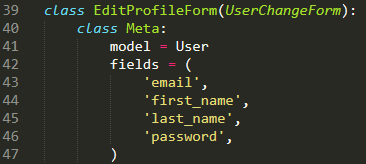 39 class EditProfileForm(UserChangeForm):
40     class Meta:
41         model = User
42         fields = (
43             'email',
44             'first_name',
45             'last_name',
46             'password',
47         )